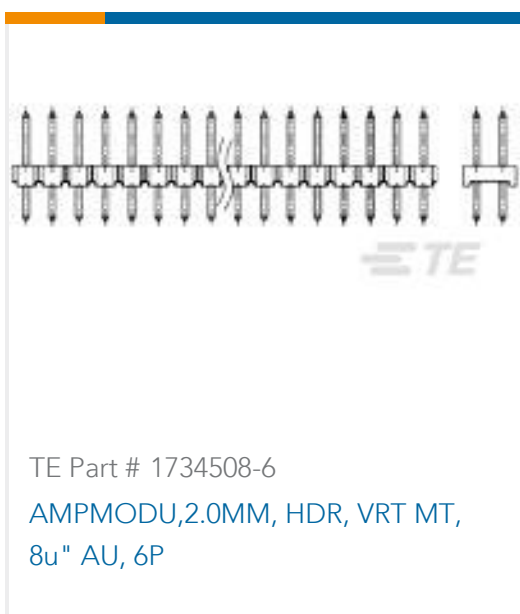 TE
TE Part # 1734508-6
AMPMODU,2.0MM, HDR, VRT MT,
8u" AU, 6P